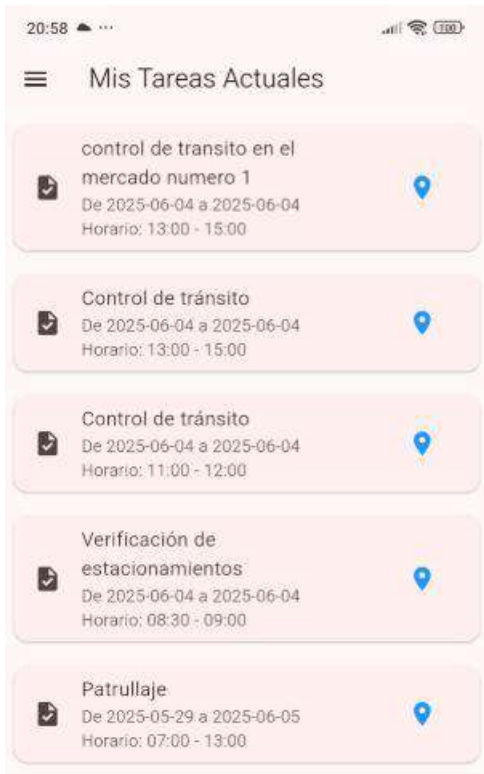 20:58
Mis Tareas Actuales
control de transito en el
mercado numero 1
De 2025-06-04 a 2025-06-04
Horario: 13:00 - 15:00
Control de tránsito
De 2025-06-04 a 2025-06-04
Horario: 13:00 - 15:00
Control de tránsito
De 2025-06-04 a 2025-06-04
Horario: 11:00 - 12:00
Verificación de
estacionamientos
De 2025-06-04 a 2025-06-04
Horario: 08:30 - 09:00
Patrullaje
De 2025-05-29 a 2025-06-05
Horario: 07:00 - 13:00